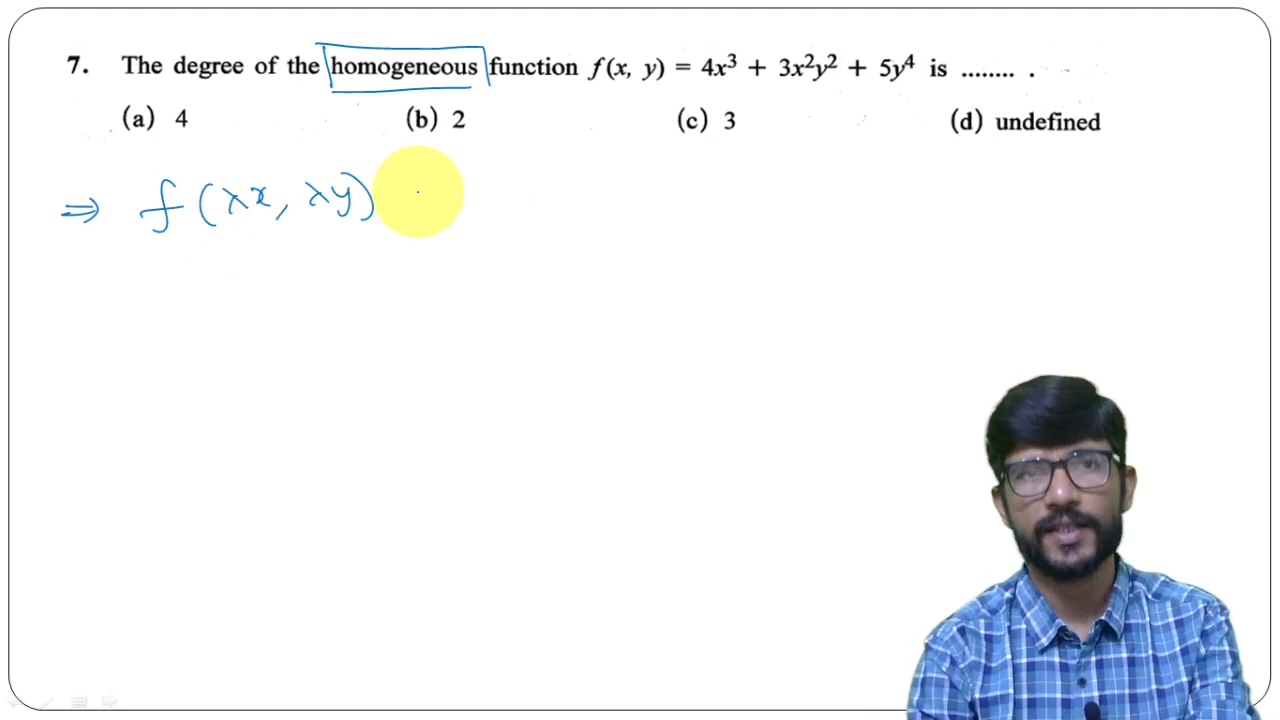 7. The degree of the homogeneous function f(x, y) = 4x³ + 3x²y² + 5y⁴ is ........ .
(a) 4 (b) 2 (c) 3 (d) undefined
⇒ f(λx, λy)